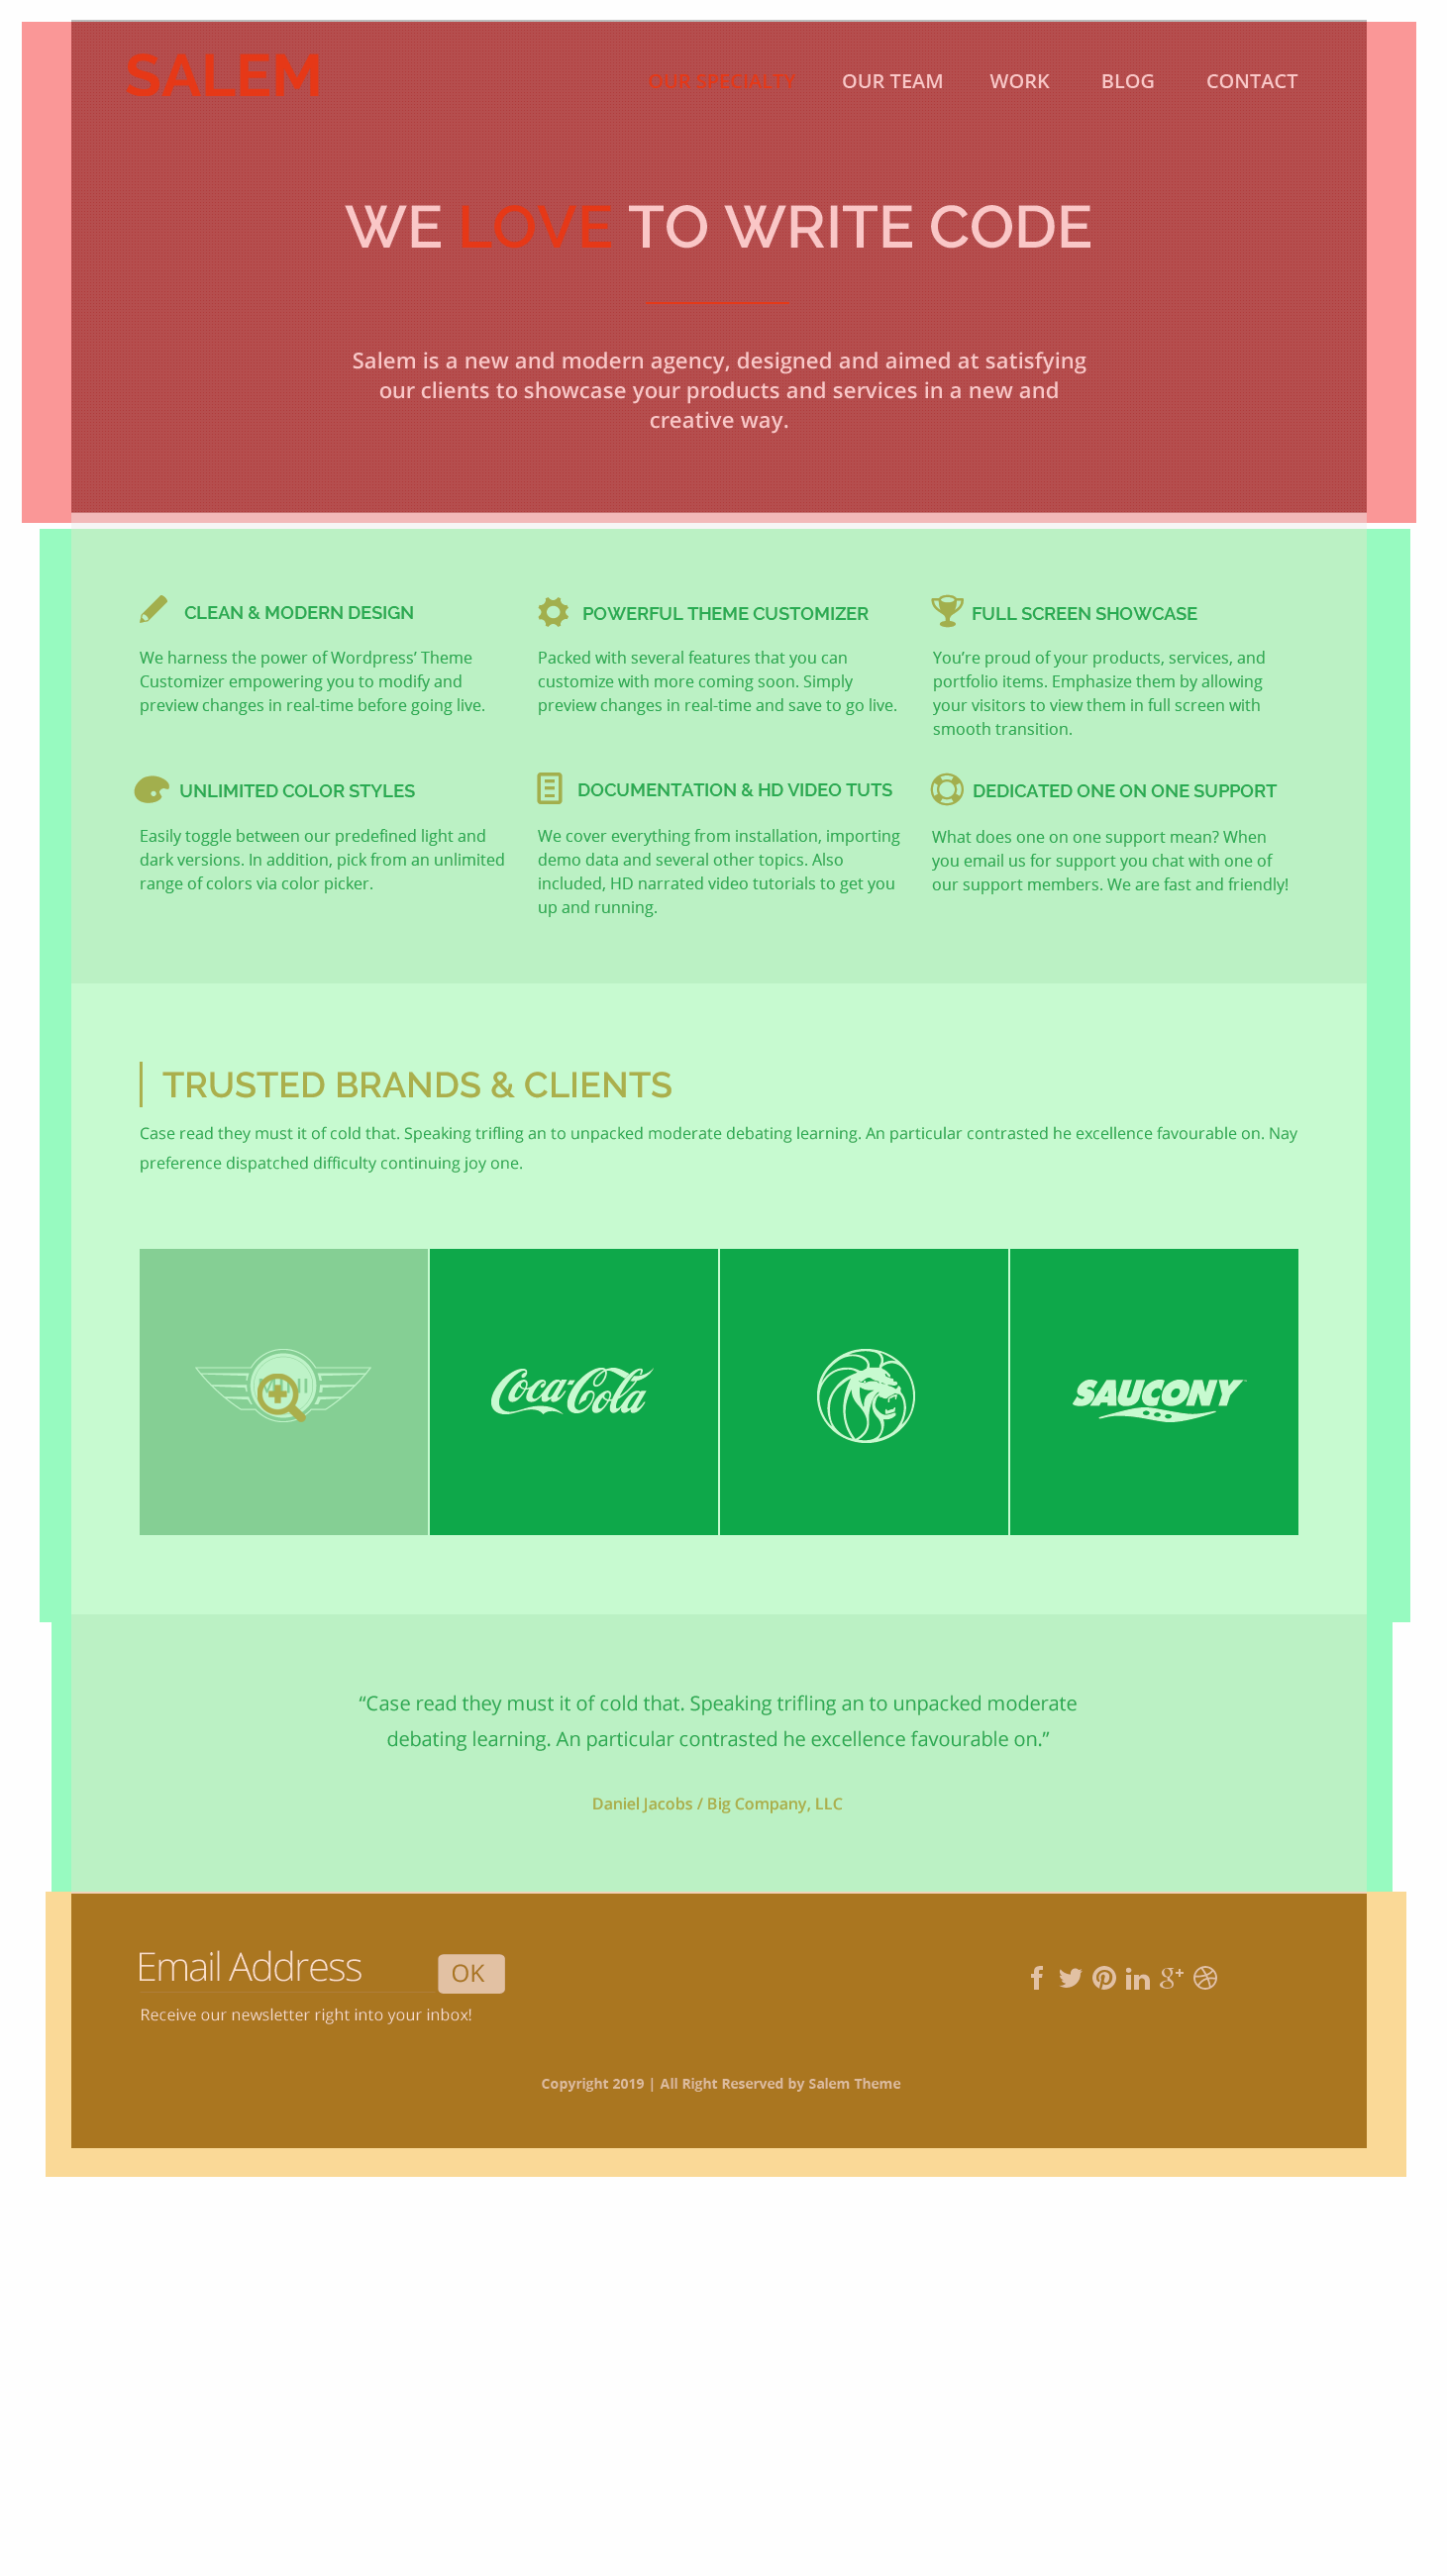 SALEM
OUR SPECIALTY OUR TEAM WORK BLOG CONTACT
WE LOVE TO WRITE CODE
Salem is a new and modern agency, designed and aimed at satisfying
our clients to showcase your products and services in a new and
creative way.
CLEAN & MODERN DESIGN
We harness the power of Wordpress’ Theme
Customizer empowering you to modify and
preview changes in real-time before going live.
POWERFUL THEME CUSTOMIZER
Packed with several features that you can
customize with more coming soon. Simply
preview changes in real-time and save to go live.
FULL SCREEN SHOWCASE
You’re proud of your products, services, and
portfolio items. Emphasize them by allowing
your visitors to view them in full screen with
smooth transition.
UNLIMITED COLOR STYLES
Easily toggle between our predefined light and
dark versions. In addition, pick from an unlimited
range of colors via color picker.
DOCUMENTATION & HD VIDEO TUTS
We cover everything from installation, importing
demo data and several other topics. Also
included, HD narrated video tutorials to get you
up and running.
DEDICATED ONE ON ONE SUPPORT
What does one on one support mean? When
you email us for support you chat with one of
our support members. We are fast and friendly!
TRUSTED BRANDS & CLIENTS
Case read they must it of cold that. Speaking trifling an to unpacked moderate debating learning. An particular contrasted he excellence favourable on. Nay
preference dispatched difficulty continuing joy one.
Coca-Cola
SAUCONY
“Case read they must it of cold that. Speaking trifling an to unpacked moderate
debating learning. An particular contrasted he excellence favourable on.”
Daniel Jacobs / Big Company, LLC
Email Address
OK
Receive our newsletter right into your inbox!
Copyright 2019 | All Right Reserved by Salem Theme